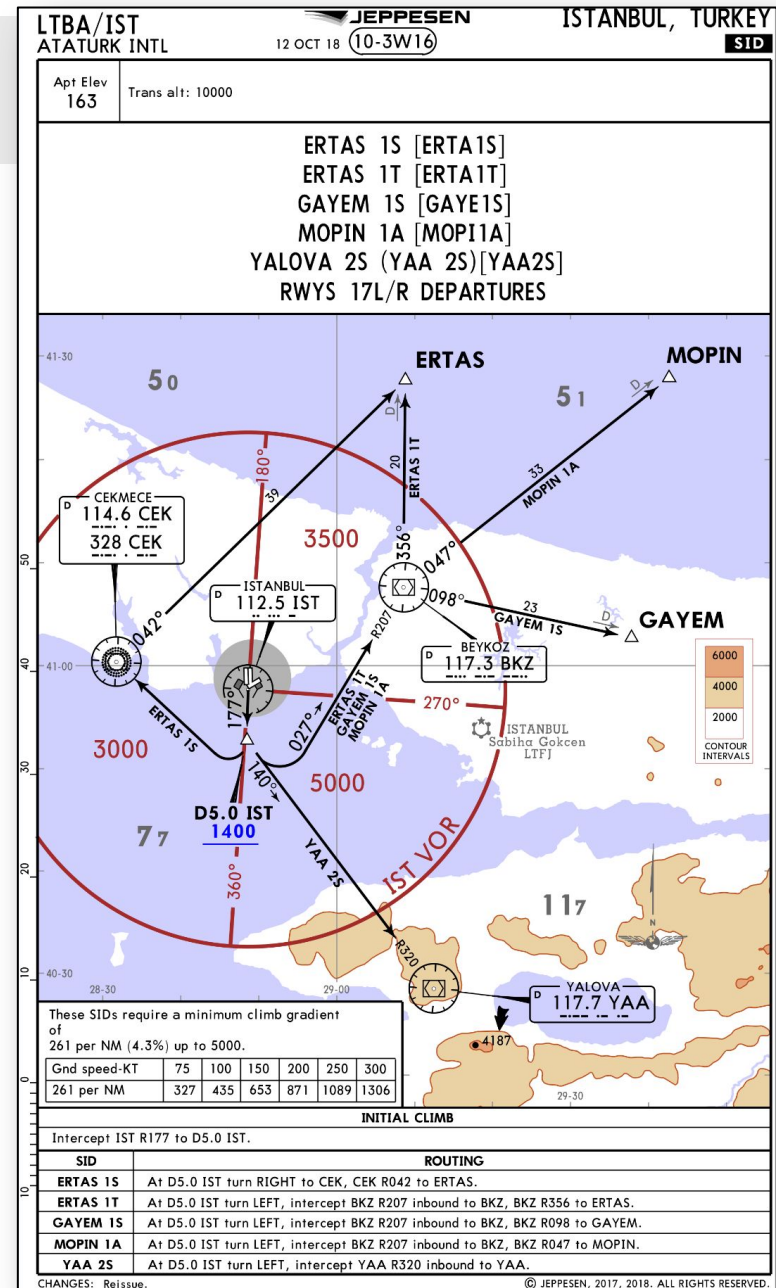 LTBA/IST
ATATURK INTL
JEPPESEN
12 OCT 18 10-3W16
ISTANBUL, TURKEY
SID
Apt Elev
163
Trans alt: 10000
ERTAS 1S [ERTA1S]
ERTAS 1T [ERTA1T]
GAYEM 1S [GAYE1S]
MOPIN 1A [MOPI1A]
YALOVA 2S (YAA 2S)[YAA2S]
RWYS 17L/R DEPARTURES
41-30
50
ERTAS
MOPIN
51
D
D
20
ERTAS 1T
33
MOPIN 1A
180°
39
CEKMECE
D 114.6 CEK
328 CEK
3500
356°
047°
098°
23
GAYEM 1S
D
GAYEM
ISTANBUL
D 112.5 IST
R207
BEYKOZ
D 117.3 BKZ
50
40
30
20
10
0
10
41-00
042°
177°
ERTAS 1S
027°
ERTAS 1T
GAYEM 1S
MOPIN 1A
270°
ISTANBUL
Sabiha Gokcen
LTFJ
6000
4000
2000
CONTOUR
INTERVALS
3000
5000
140°
D5.0 IST
1400
77
YAA 2S
IST VOR
360°
117
N
R320
40-30
28-30
29-00
YALOVA
D 117.7 YAA
4187
29-30
These SIDs require a minimum climb gradient
of
261 per NM (4.3%) up to 5000.
Gnd speed-KT 75 100 150 200 250 300
261 per NM 327 435 653 871 1089 1306
INITIAL CLIMB
Intercept IST R177 to D5.0 IST.
SID ROUTING
ERTAS 1S At D5.0 IST turn RIGHT to CEK, CEK R042 to ERTAS.
ERTAS 1T At D5.0 IST turn LEFT, intercept BKZ R207 inbound to BKZ, BKZ R356 to ERTAS.
GAYEM 1S At D5.0 IST turn LEFT, intercept BKZ R207 inbound to BKZ, BKZ R098 to GAYEM.
MOPIN 1A At D5.0 IST turn LEFT, intercept BKZ R207 inbound to BKZ, BKZ R047 to MOPIN.
YAA 2S At D5.0 IST turn LEFT, intercept YAA R320 inbound to YAA.
CHANGES: Reissue.
© JEPPESEN, 2017, 2018. ALL RIGHTS RESERVED.